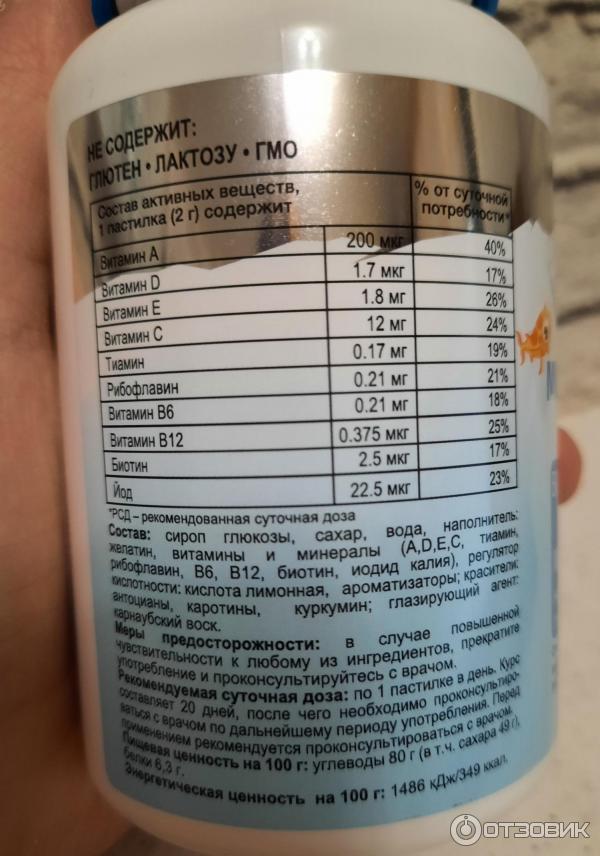 НЕ СОДЕРЖИТ:
ГЛЮТЕН • ЛАКТОЗУ • ГМО
Состав активных веществ, % от суточной
1 пастилка (2 г) содержит потребности*
Витамин А 200 мкг 40%
Витамин D 1.7 мкг 17%
Витамин Е 1.8 мг 26%
Витамин С 12 мг 24%
Тиамин 0.17 мг 19%
Рибофлавин 0.21 мг 21%
Витамин В6 0.21 мг 18%
Витамин В12 0.375 мкг 25%
Биотин 2.5 мкг 17%
Йод 22.5 мкг 23%
*РСД – рекомендованная суточная доза
Состав: сироп глюкозы, сахар, вода, наполнитель:
желатин, витамины и минералы (A,D,E,C, тиамин,
рибофлавин, В6, В12, биотин, иодид калия), регулятор
кислотности: кислота лимонная, ароматизаторы; красители:
антоцианы, каротины, куркумин; глазирующий агент:
карнаубский воск.
Меры предосторожности: в случае повышенной
чувствительности к любому из ингредиентов, прекратите
употребление и проконсультируйтесь с врачом.
Рекомендуемая суточная доза: по 1 пастилке в день. Курс
составляет 20 дней, после чего необходимо проконсультиро-
ваться с врачом по дальнейшему периоду употребления. Перед
применением рекомендуется проконсультироваться с врачом.
Пищевая ценность на 100 г: углеводы 80 г (в т.ч. сахара 49 г),
белки 6,3 г.
Энергетическая ценность на 100 г: 1486 кДж/349 ккал.
ОТЗОВИК